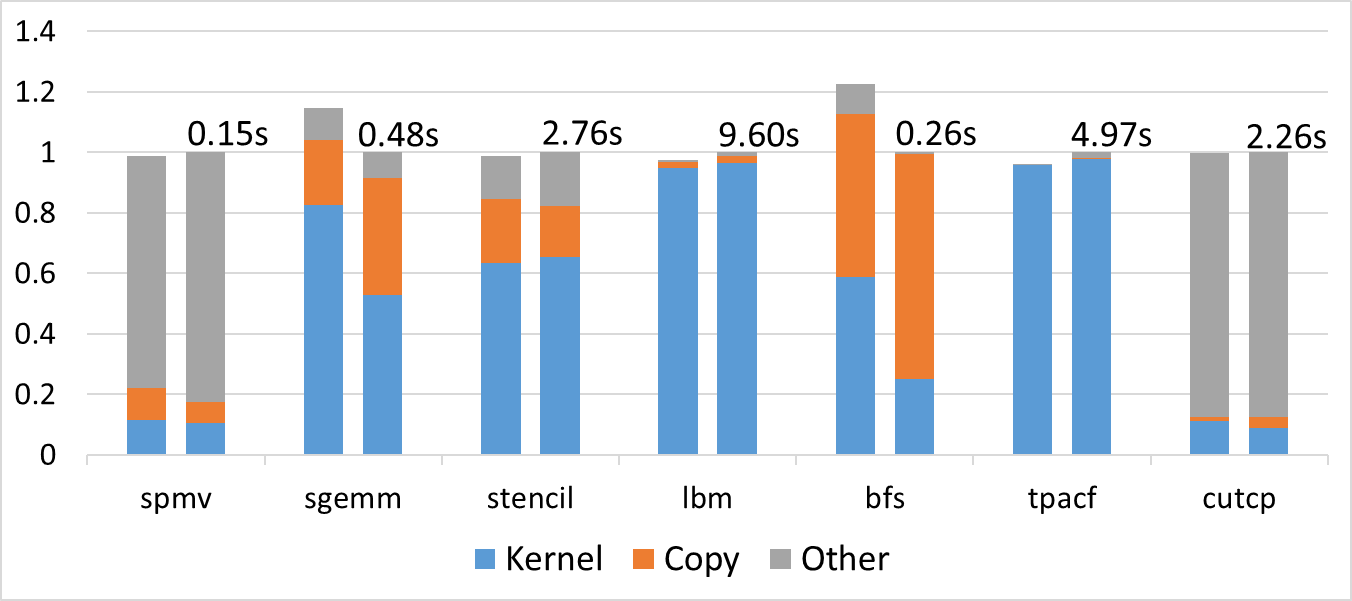 1.4
1.2
1
0.8
0.6
0.4
0.2
0
0.15s
0.48s
2.76s
9.60s
0.26s
4.97s
2.26s
spmv
sgemm
stencil
lbm
bfs
tpacf
cutcp
Kernel
Copy
Other